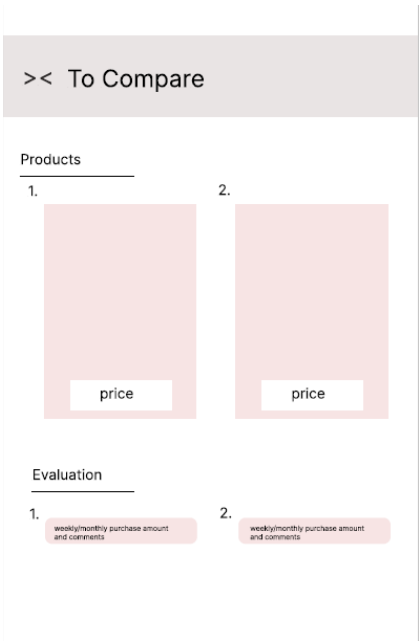 >< To Compare
Products
1.
2.
price
price
Evaluation
1.
weekly/monthly purchase amount
and comments
2.
weekly/monthly purchase amount
and comments